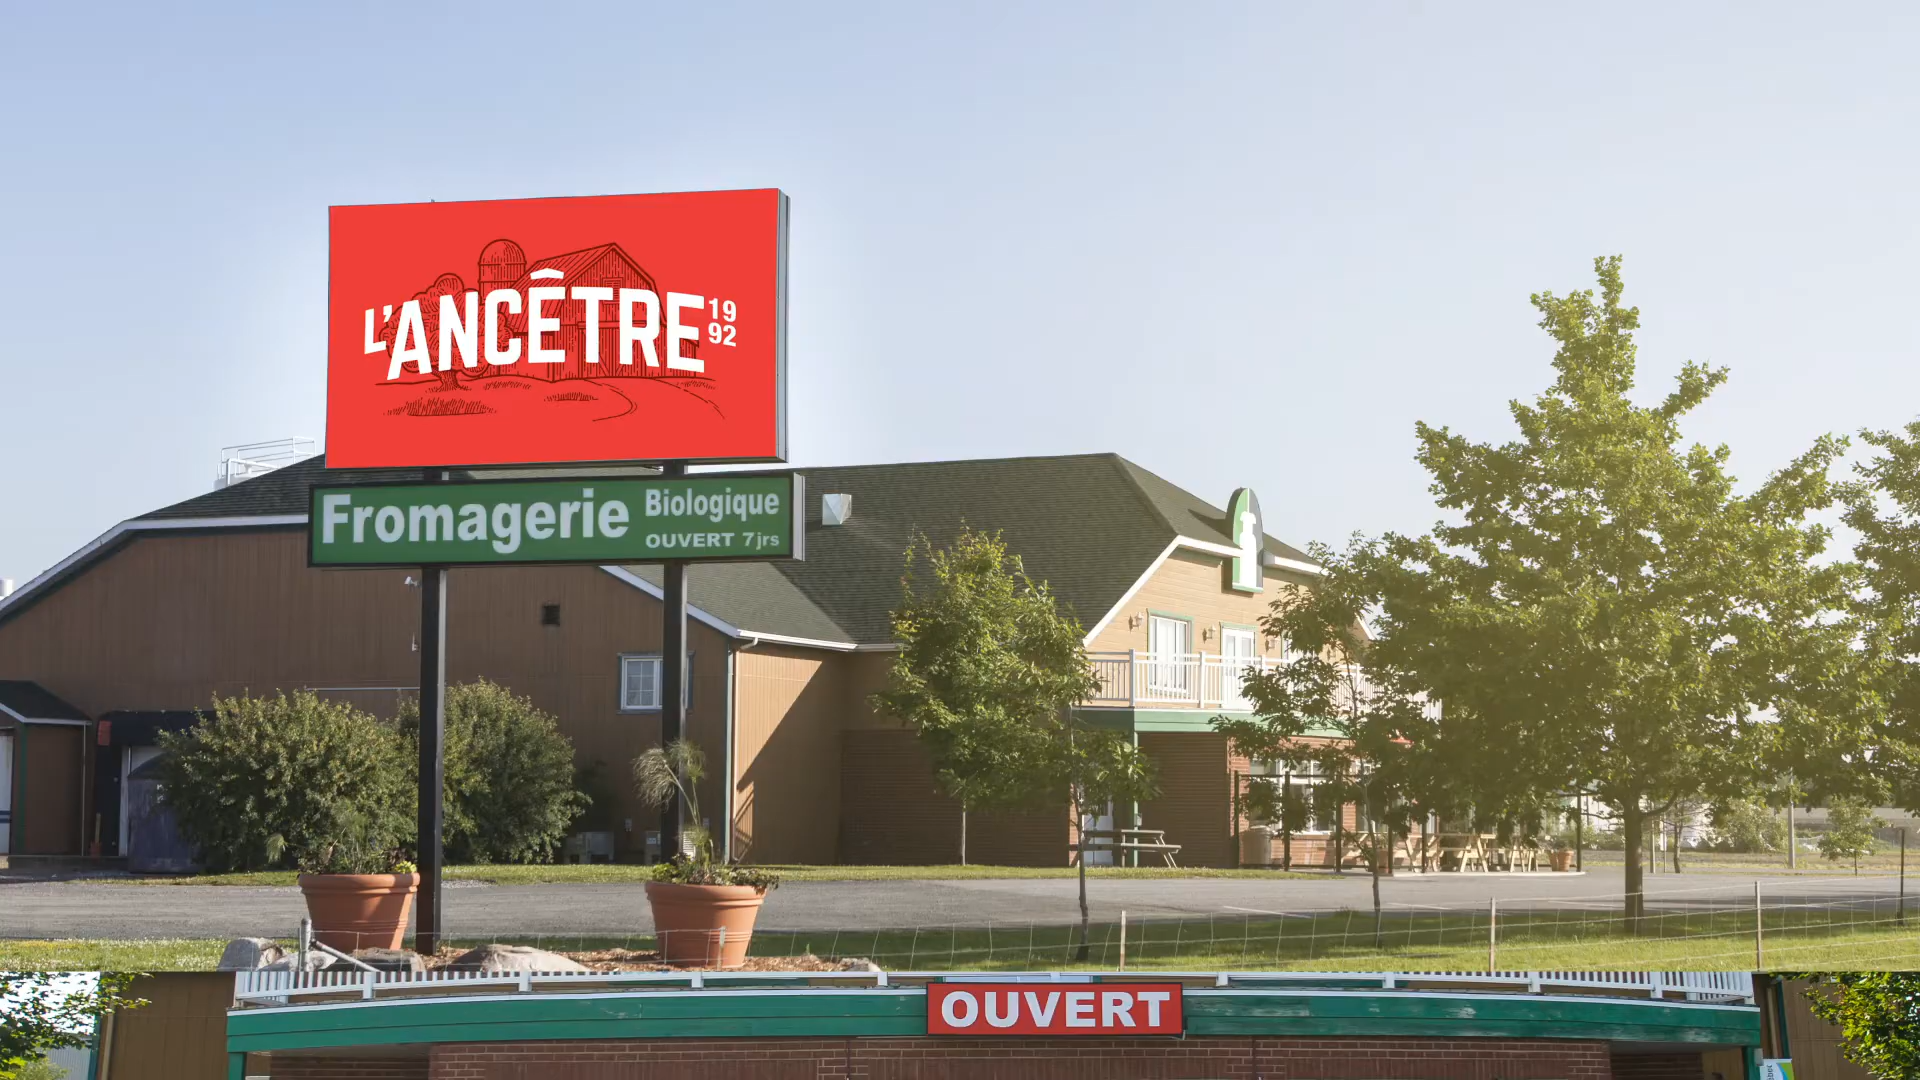 L'ANCÊTRE 19
92
Fromagerie Biologique
OUVERT 7jrs
OUVERT